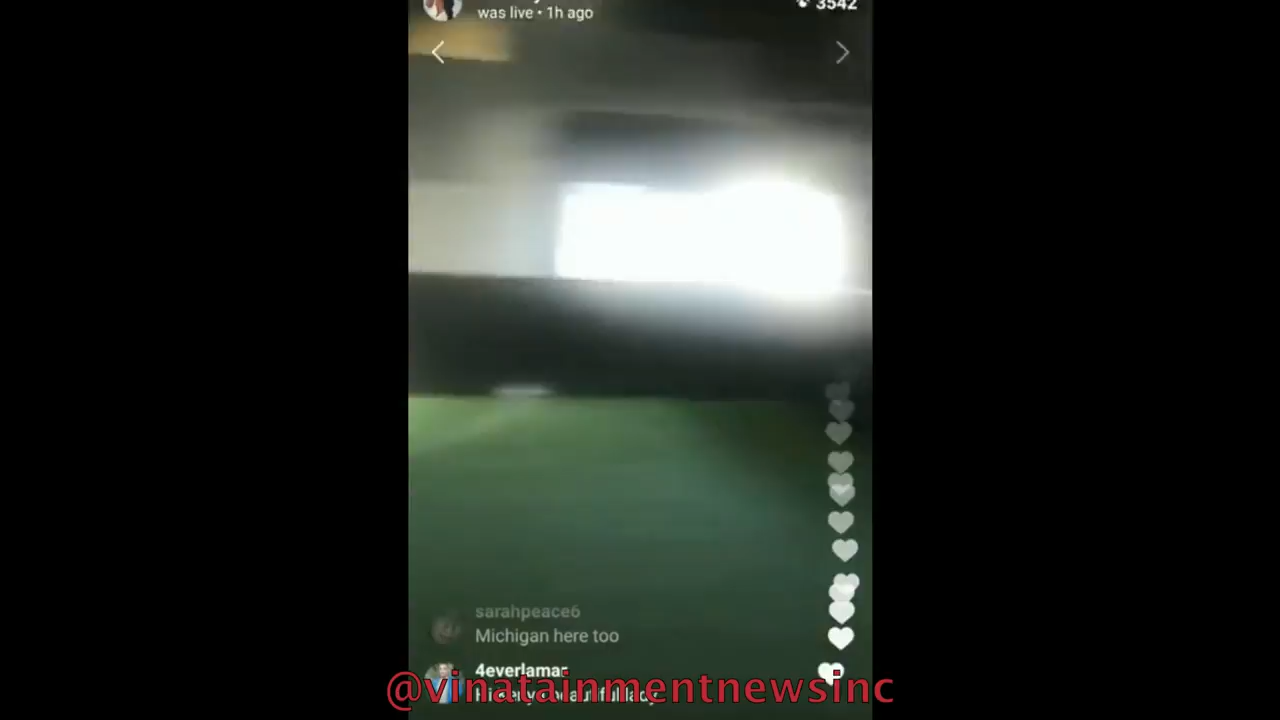 was live • 1h ago
3542
sarahpeace6
Michigan here too
4everlamar
@vinatainmentnewsinc